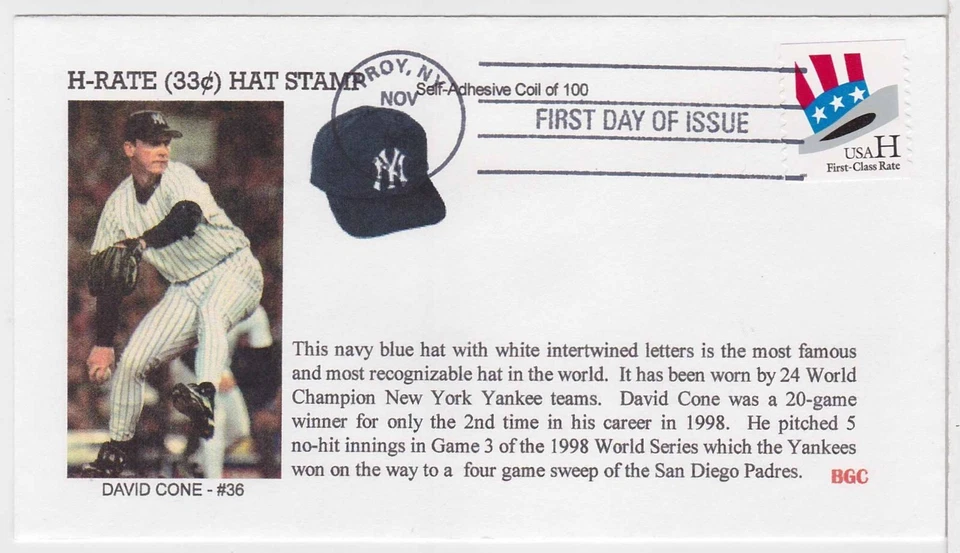 H-RATE (33¢) HAT STAMP
TROY, NY
NOV
Self-Adhesive Coil of 100
FIRST DAY OF ISSUE
USA H
First-Class Rate
NY
This navy blue hat with white intertwined letters is the most famous
and most recognizable hat in the world. It has been worn by 24 World
Champion New York Yankee teams. David Cone was a 20-game
winner for only the 2nd time in his career in 1998. He pitched 5
no-hit innings in Game 3 of the 1998 World Series which the Yankees
won on the way to a four game sweep of the San Diego Padres. BGC
DAVID CONE - #36